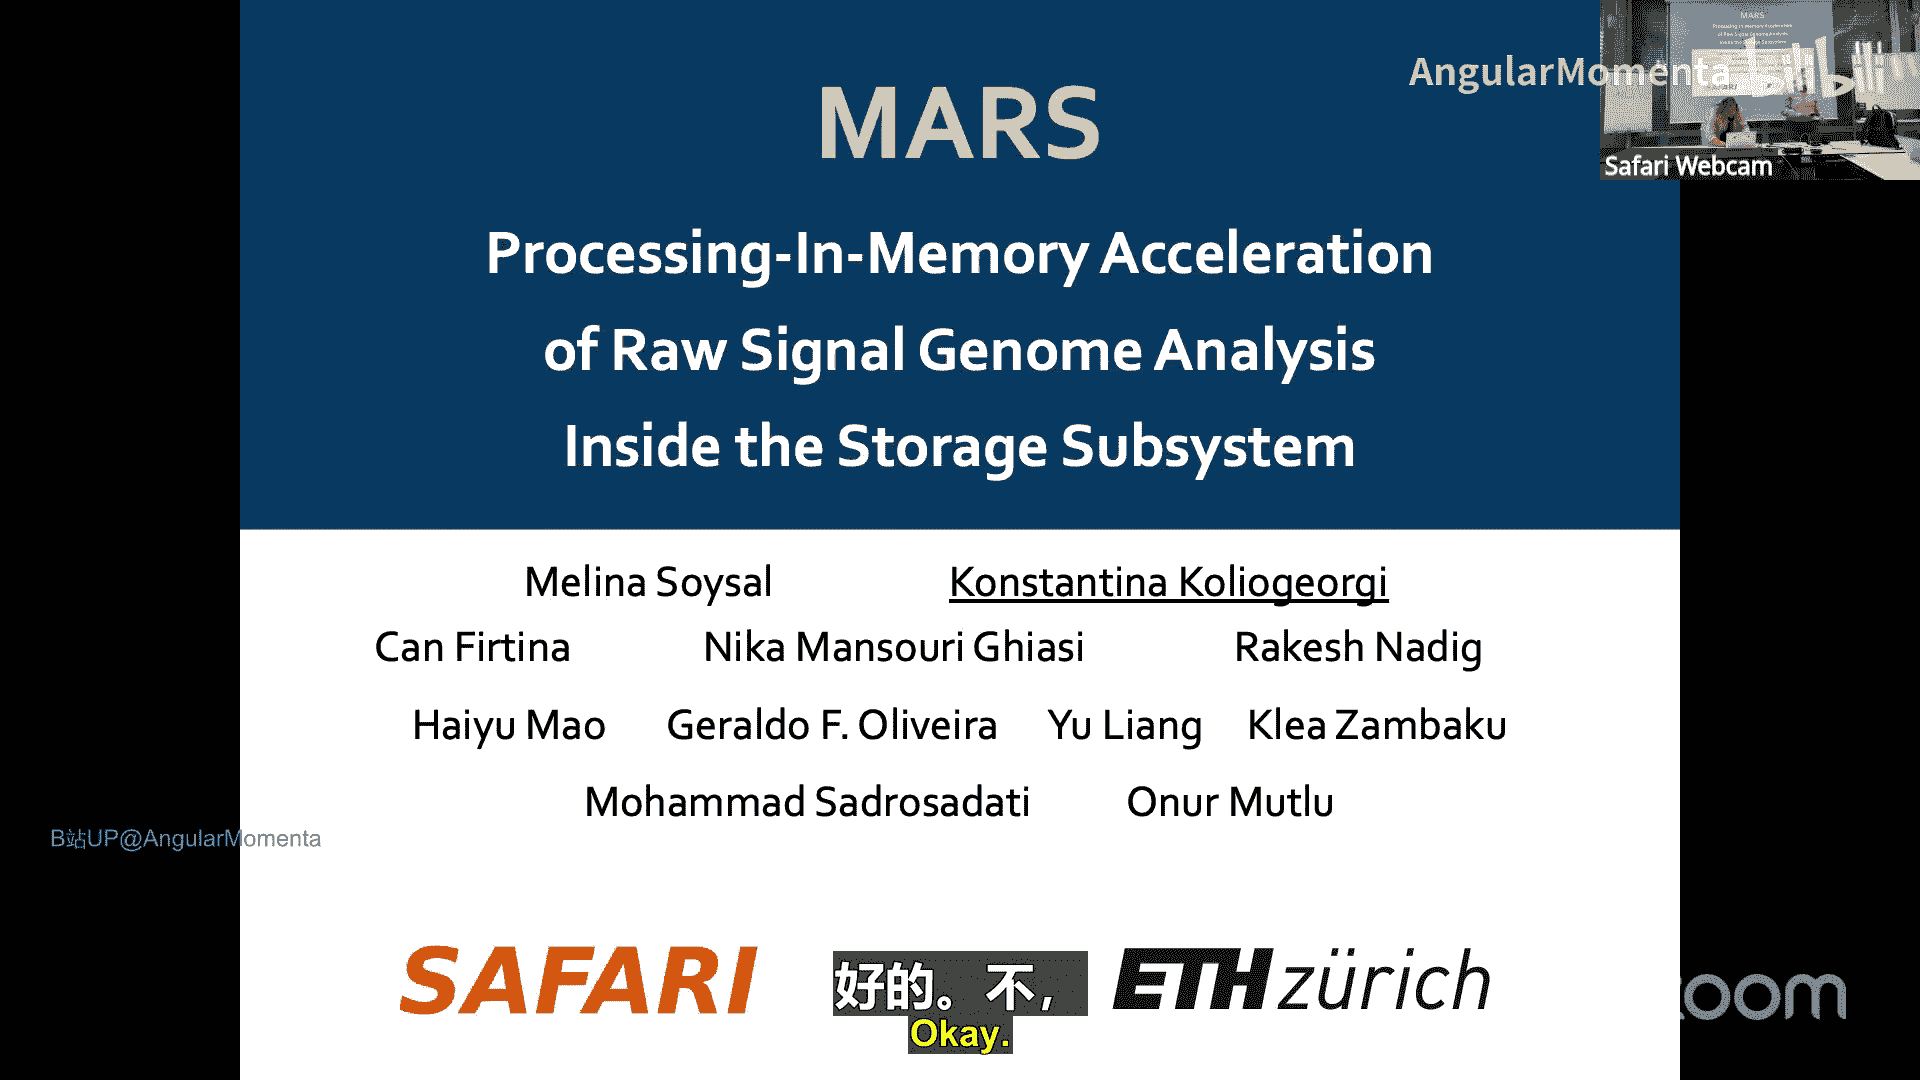 MARS
Processing-In-Memory Acceleration
of Raw Signal Genome Analysis
Inside the Storage Subsystem
AngularMomenta
bilibili
Safari Webcam
Melina Soysal
Konstantina Koliogeorgi
Can Firtina
Nika Mansouri Ghiasi
Rakesh Nadig
Haiyu Mao
Geraldo F. Oliveira
Yu Liang
Klea Zambaku
Mohammad Sadrosadati
Onur Mutlu
B站UP@AngularMomenta
SAFARI
ETH zürich
zoom
好的。不，
Okay.